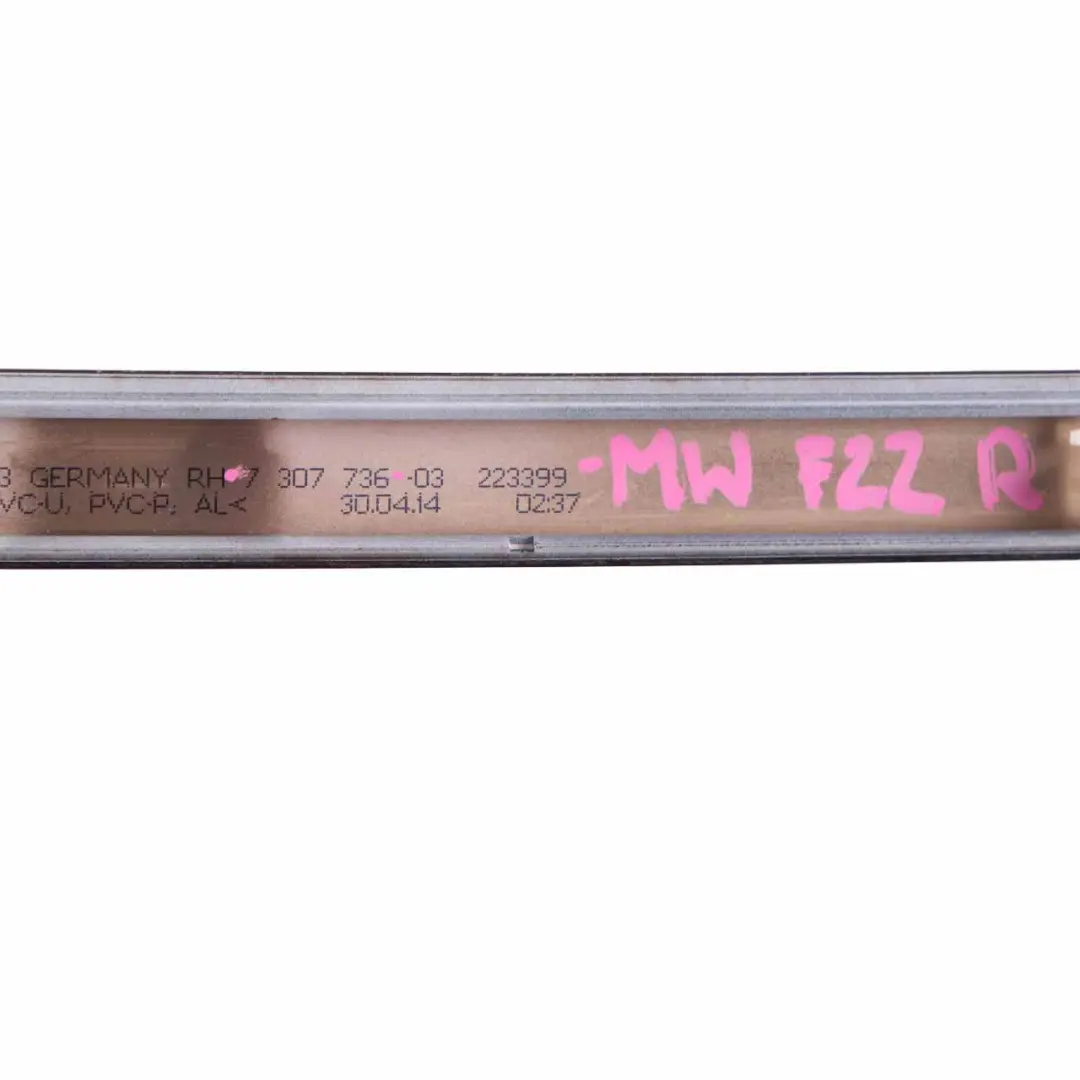 3 GERMANY RH 7 307 736 -03 223399 -MW F22 R
VC-U, PVC-P, AL< 30.04.14 02:37